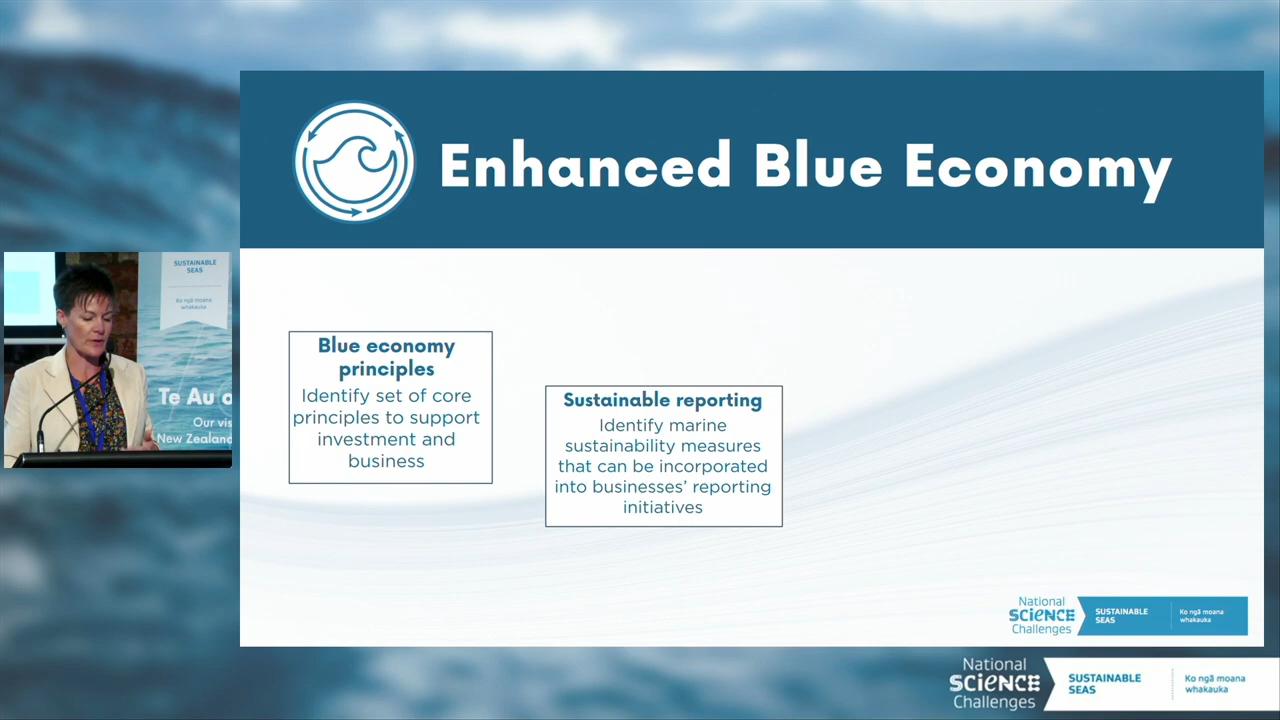 Enhanced Blue Economy
Blue economy
principles
Identify set of core
principles to support
investment and
business
Sustainable reporting
Identify marine
sustainability measures
that can be incorporated
into businesses’ reporting
initiatives
National
SCIENCE
Challenges
SUSTAINABLE
SEAS
Ko ngā moana
whakauka
SUSTAINABLE
SEAS
Ko ngā moana
whakauka
Te Au o
Our vis
New Zealand
National
SCIENCE
Challenges
SUSTAINABLE
SEAS
Ko ngā moana
whakauka